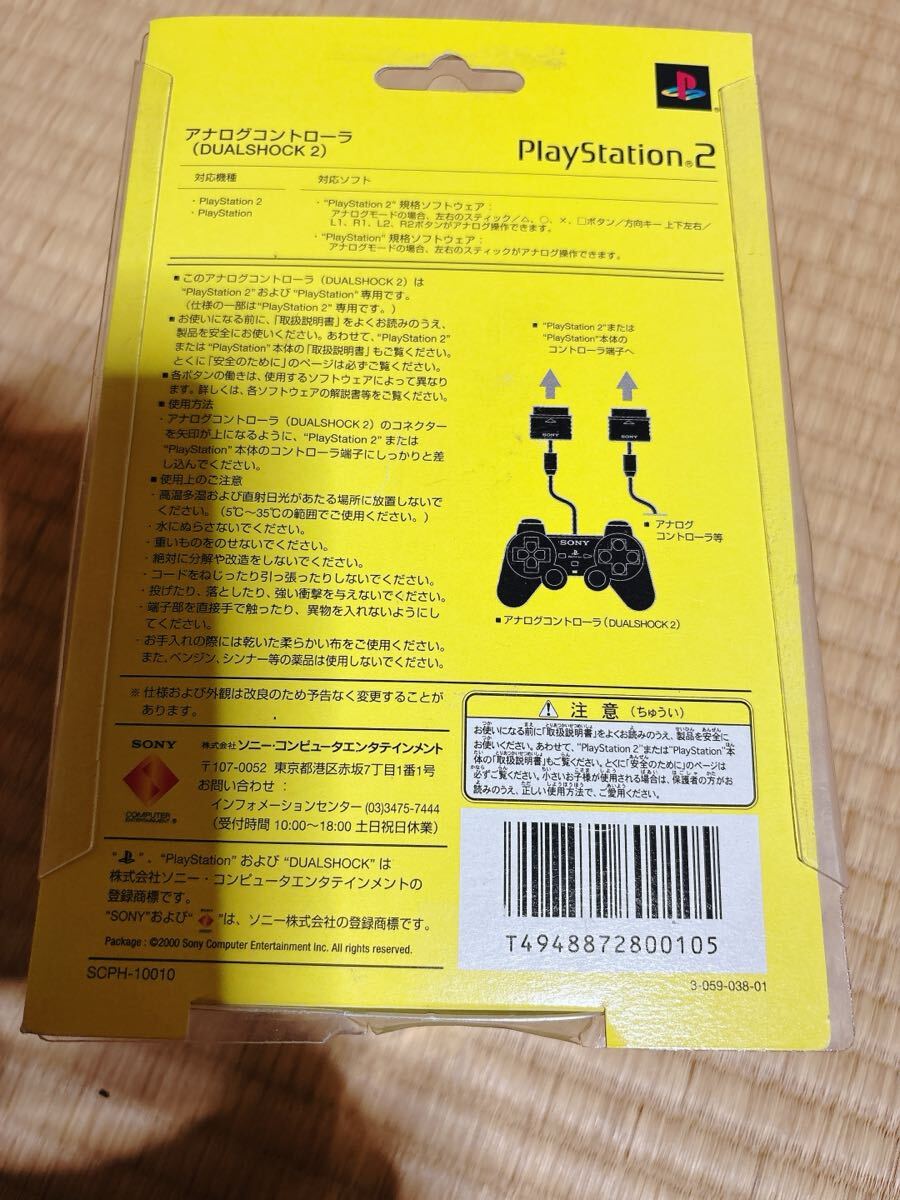 アナログコントローラ
(DUALSHOCK 2)
PlayStation®2
対応機種
・PlayStation 2
・PlayStation
対応ソフト
・“PlayStation 2” 規格ソフトウェア：
アナログモードの場合、左右のスティック/△、○、×、□ボタン/方向キー 上下左右/
L1、R1、L2、R2ボタンがアナログ操作できます。
・“PlayStation” 規格ソフトウェア：
アナログモードの場合、左右のスティックがアナログ操作できます。
■このアナログコントローラ(DUALSHOCK 2)は
“PlayStation 2”および“PlayStation”専用です。
(仕様の一部は“PlayStation 2” 専用です。)
■お使いになる前に、「取扱説明書」をよくお読みのうえ、
製品を安全にお使いください。あわせて、“PlayStation 2”
または“PlayStation”本体の「取扱説明書」もご覧ください。
とくに「安全のために」のページは必ずご覧ください。
■各ボタンの働きは、使用するソフトウェアによって異なり
ます。詳しくは、各ソフトウェアの解説書等をご覧ください。
■使用方法
・アナログコントローラ(DUALSHOCK 2)のコネクター
を矢印が上になるように、“PlayStation 2”または
“PlayStation”本体のコントローラ端子にしっかりと差
し込んでください。
■使用上のご注意
・高温多湿および直射日光があたる場所に放置しないで
ください。(5℃〜35℃の範囲でご使用ください。)
・水にぬらさないでください。
・重いものをのせないでください。
・絶対に分解や改造をしないでください。
・コードをねじったり引っ張ったりしないでください。
・投げたり、落としたり、強い衝撃を与えないでください。
・端子部を直接手で触ったり、異物を入れないようにし
てください。
・お手入れの際には乾いた柔らかい布をご使用ください。
また、ベンジン、シンナー等の薬品は使用しないでください。
■“PlayStation 2”または
“PlayStation”本体の
コントローラ端子へ
SONY
SONY
■アナログ
コントローラ等
SONY
■アナログコントローラ(DUALSHOCK 2)
※仕様および外観は改良のため予告なく変更することが
あります。
SONY
COMPUTER
ENTERTAINMENT®
株式会社 ソニー・コンピュータエンタテインメント
〒107-0052 東京都港区赤坂7丁目1番1号
お問い合わせ：
インフォメーションセンター (03)3475-7444
(受付時間 10:00〜18:00 土日祝日休業)
“ ”、“PlayStation”および“DUALSHOCK”は
株式会社ソニー・コンピュータエンタテインメントの
登録商標です。
“SONY”および“ ”は、ソニー株式会社の登録商標です。
Package : ©2000 Sony Computer Entertainment Inc. All rights reserved.
SCPH-10010
⚠ 注 意 (ちゅうい)
お使いになる前に「取扱説明書」をよくお読みのうえ、製品を安全に
お使いください。あわせて、“PlayStation 2”または“PlayStation”本
体の「取扱説明書」もご覧ください。とくに「安全のために」のページは
必ずご覧ください。小さいお子様が使用される場合は、保護者の方がお
読みのうえ、正しい使用方法で、ご愛用ください。
T4948872800105
3-059-038-01